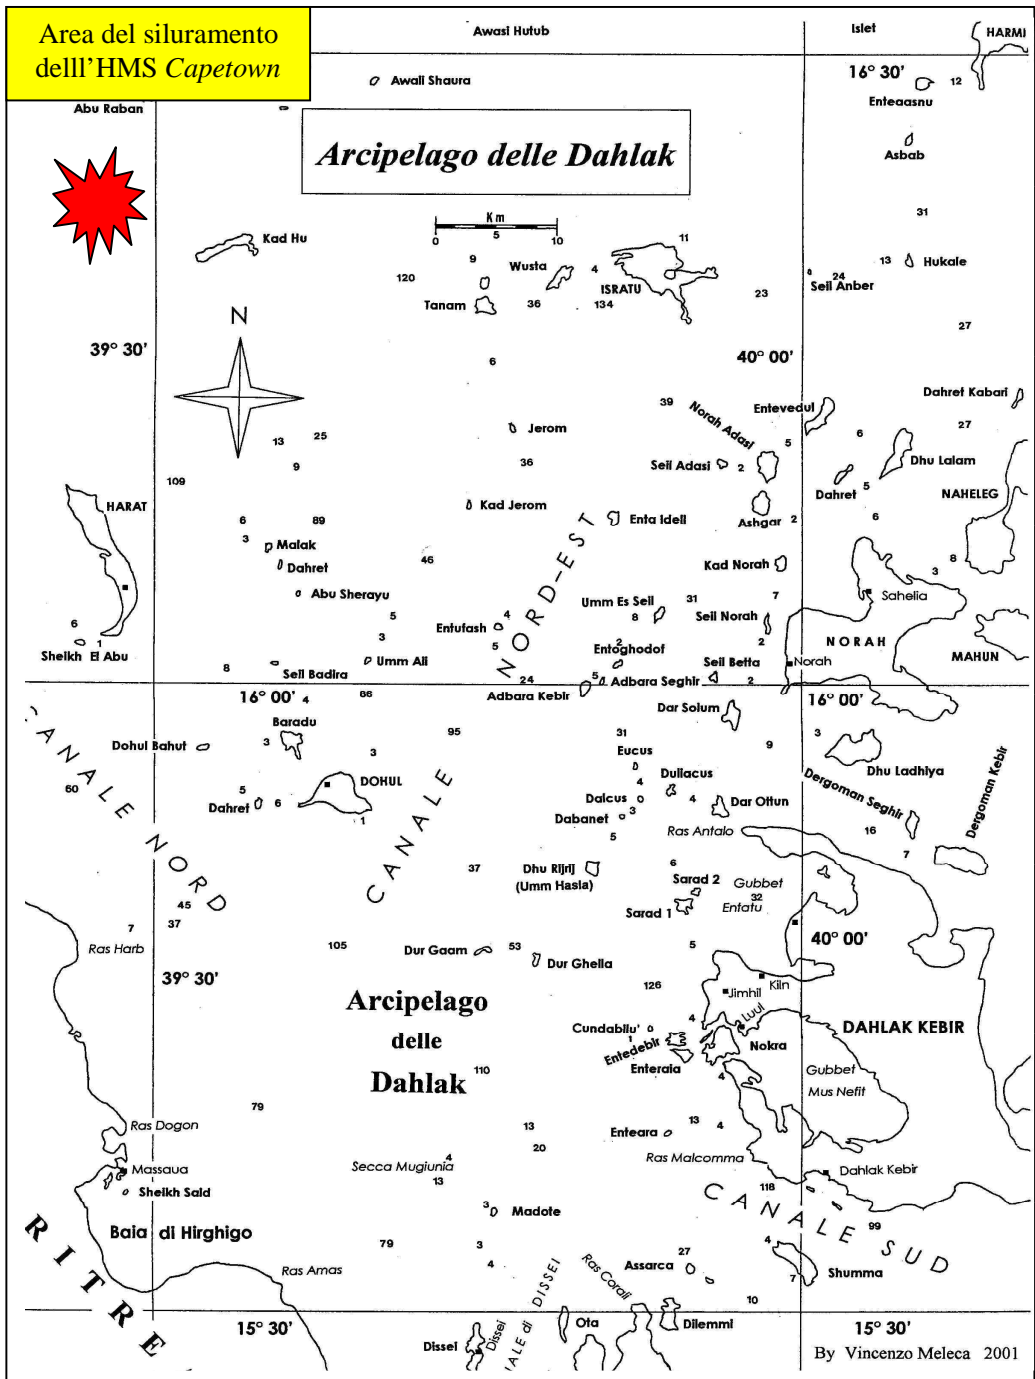 Area del siluramento
delll'HMS Capetown
Awasi Hutub
Islet
HARMI
16° 30'
12
Awali Shaura
Enteaasnu
Abu Raban
Arcipelago delle Dahlak
Asbab
31
Km
0 5 10
Kad Hu
11
9
Wusta
4
13
Hukale
120
ISRATU
24
Seil Anber
Tanam
36
134
23
N
27
39° 30'
40° 00'
6
Dahret Kabari
39
Entevedul
Norah Adasi
27
13
25
Jerom
5
6
9
36
Seil Adasi
2
Dhu Lalam
109
Dahret
5
NAHELEG
HARAT
Kad Jerom
Enta Idell
Ashgar
2
6
6
89
3
Malak
46
Dahret
Kad Norah
8
3
Abu Sherayu
Umm Es Seil
31
7
Sahelia
6
5
4
8
Seil Norah
Entufash
NORD-EST
1
3
5
2
2
NORAH
MAHUN
Sheikh El Abu
Entoghodof
8
Seil Badira
Umm Ali
Seil Betta
Norah
24
5
Adbara Seghir
2
16° 00'
4
66
Adbara Kebir
16° 00'
Dar Solum
CANALE NORD
Baradu
95
31
3
Dohul Bahut
3
3
9
Eucus
Dhu Ladhiya
60
DOHUL
4
Duliacus
Dergoman Kebir
5
Dahret
6
Dalcus
4
Dar Ottun
Dergoman Seghir
1
3
Dabanet
16
5
Ras Antalo
CANALE
7
37
Dhu Rijrij
(Umm Hasla)
6
Sarad 2
Gubbet
Entatu
32
45
Sarad 1
7
37
Ras Harb
105
Dur Gaam
53
5
40° 00'
Dur Ghella
39° 30'
Kiln
126
Jimhil
Arcipelago
delle
Dahlak
4
Luul
Cundabilu'
1
DAHLAK KEBIR
Entedebir
Nokra
Enteraia
110
4
Gubbet
Mus Nefit
79
Ras Dogon
13
13
4
Enteara
20
Ras Malcomma
Massaua
Secca Mugiunia
4
13
Dahlak Kebir
Sheikh Said
118
CANALE SUD
3
Madote
99
Baia di Hirghigo
79
3
27
4
RITRE
Ras Amas
4
Assarca
Shumma
7
Ras Corali
10
15° 30'
ALE di DISSEI
Ota
Dilemmi
15° 30'
Dissei
Dissei
By Vincenzo Meleca 2001